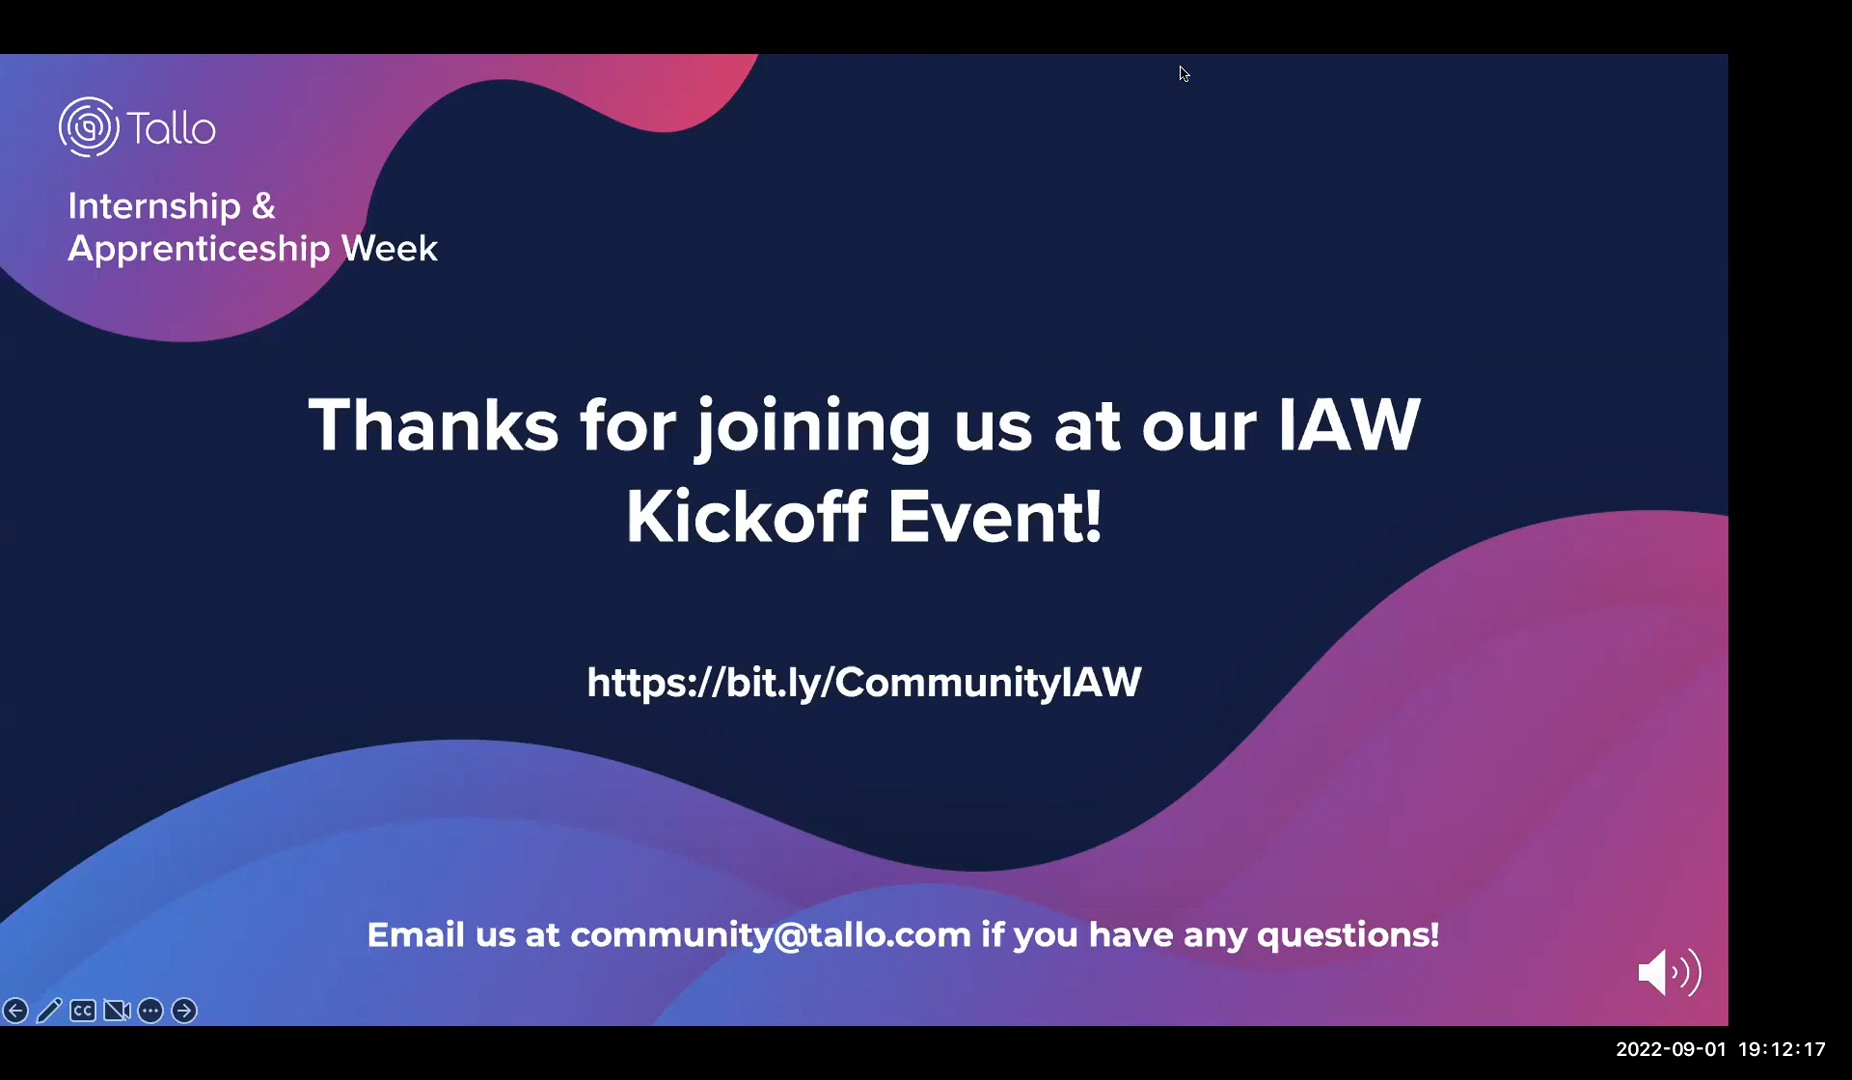 Tallo
Internship &
Apprenticeship Week
Thanks for joining us at our IAW
Kickoff Event!
https://bit.ly/CommunityIAW
Email us at community@tallo.com if you have any questions!
CC
2022-09-01 19:12:17